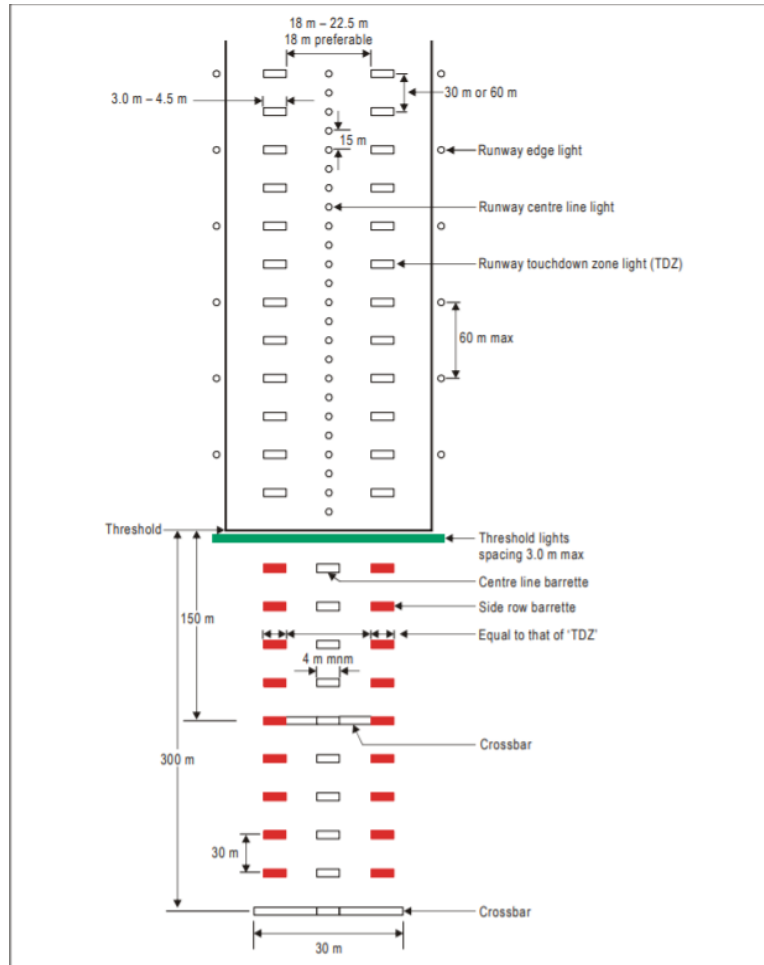 18 m – 22.5 m
18 m preferable
3.0 m – 4.5 m
30 m or 60 m
15 m
Runway edge light
Runway centre line light
Runway touchdown zone light (TDZ)
60 m max
Threshold
Threshold lights
spacing 3.0 m max
Centre line barrette
Side row barrette
150 m
Equal to that of ‘TDZ’
4 m mnm
Crossbar
300 m
30 m
Crossbar
30 m